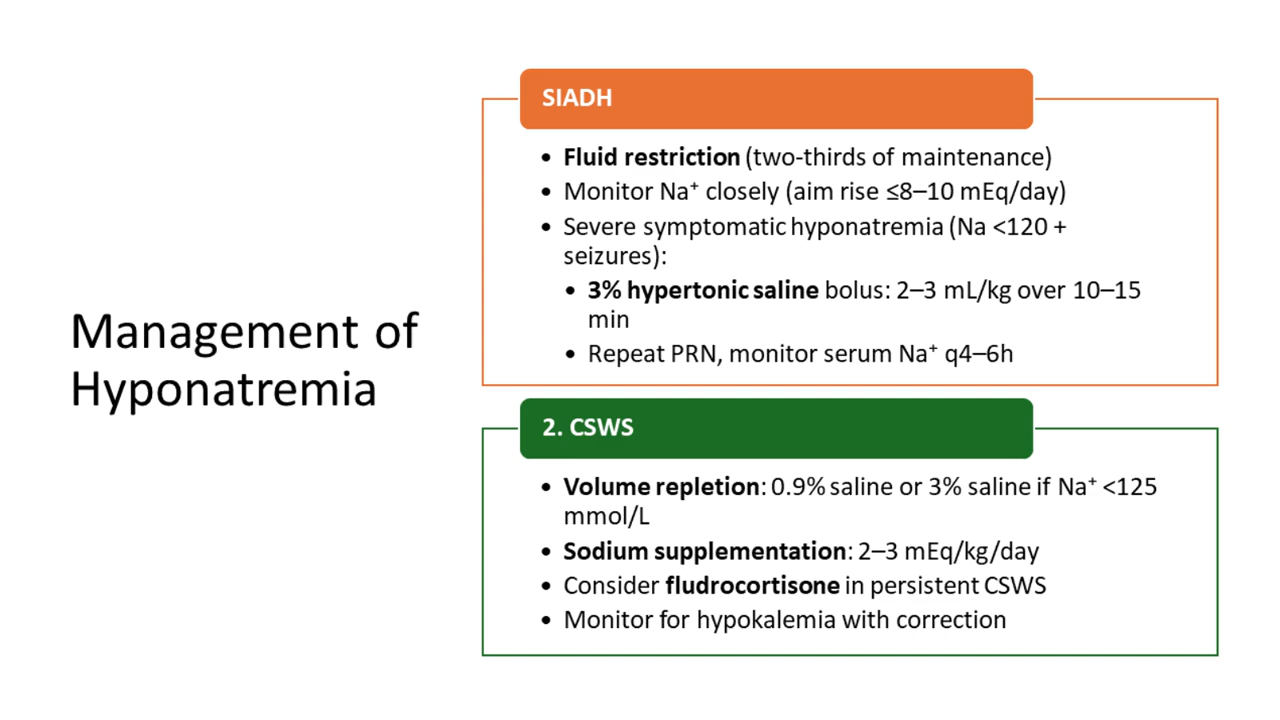 Management of
Hyponatremia
SIADH
• Fluid restriction (two-thirds of maintenance)
• Monitor Na⁺ closely (aim rise ≤8–10 mEq/day)
• Severe symptomatic hyponatremia (Na <120 +
seizures):
• 3% hypertonic saline bolus: 2–3 mL/kg over 10–15
min
• Repeat PRN, monitor serum Na⁺ q4–6h
2. CSWS
• Volume repletion: 0.9% saline or 3% saline if Na⁺ <125
mmol/L
• Sodium supplementation: 2–3 mEq/kg/day
• Consider fludrocortisone in persistent CSWS
• Monitor for hypokalemia with correction